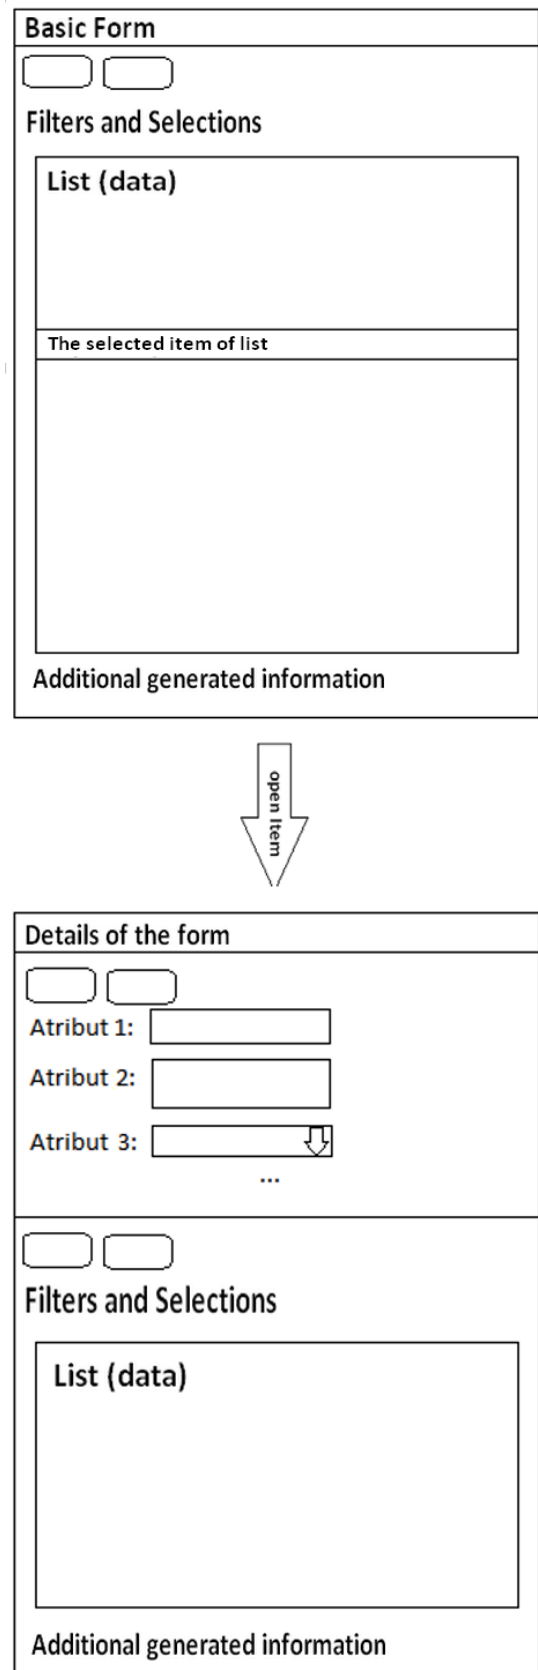 Basic Form
Filters and Selections
List (data)
The selected item of list
Additional generated information
open Item
Details of the form
Atribut 1:
Atribut 2:
Atribut 3:
...
Filters and Selections
List (data)
Additional generated information